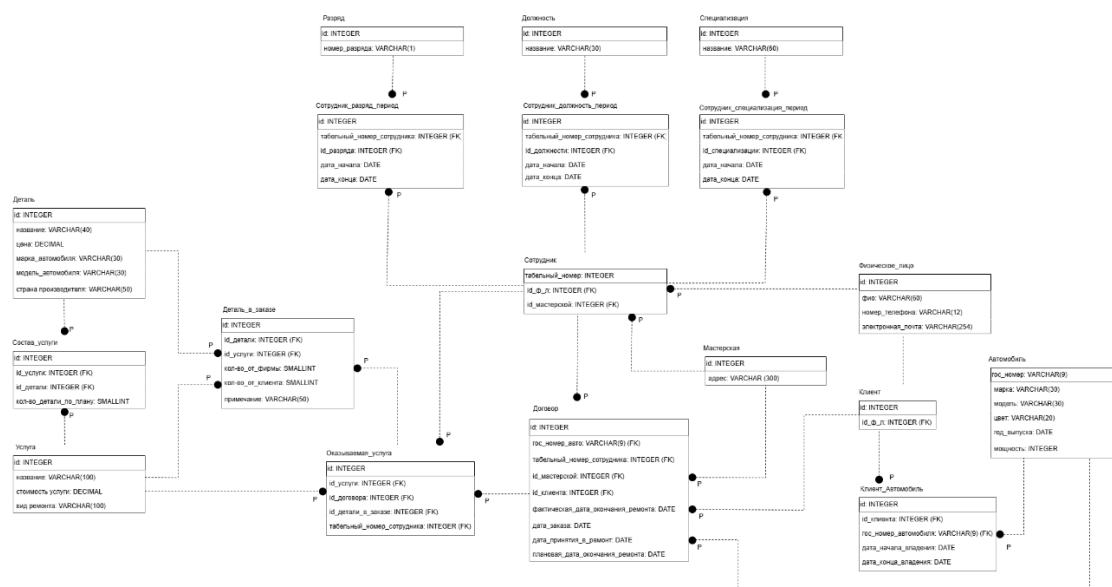 Разряд
id: INTEGER
номер_разряда: VARCHAR(1)
P
Должность
id: INTEGER
название: VARCHAR(30)
P
Специализация
id: INTEGER
название: VARCHAR(60)
P
Сотрудник_разряд_период
id: INTEGER
табельный_номер_сотрудника: INTEGER (FK)
id_разряда: INTEGER (FK)
дата_начала: DATE
дата_конца: DATE
P
Сотрудник_должность_период
id: INTEGER
табельный_номер_сотрудника: INTEGER (FK)
id_должности: INTEGER (FK)
дата_начала: DATE
дата_конца: DATE
P
Сотрудник_специализация_период
id: INTEGER
табельный_номер_сотрудника: INTEGER (FK)
id_специализации: INTEGER (FK)
дата_начала: DATE
дата_конца: DATE
P
Деталь
id: INTEGER
название: VARCHAR(40)
цена: DECIMAL
марка_автомобиля: VARCHAR(30)
модель_автомобиля: VARCHAR(30)
страна производителя: VARCHAR(50)
P
Сотрудник
табельный_номер: INTEGER
id_ф_л: INTEGER (FK)
id_мастерской: INTEGER (FK)
P
P
Физическое_лицо
id: INTEGER
фио: VARCHAR(60)
номер_телефона: VARCHAR(12)
электронная_почта: VARCHAR(254)
Деталь_в_заказе
id: INTEGER
id_детали: INTEGER (FK)
id_услуги: INTEGER (FK)
кол-во_от_фирмы: SMALLINT
кол-во_от_клиента: SMALLINT
примечание: VARCHAR(50)
P
P
P
Состав_услуги
id_услуги: INTEGER (FK)
id_детали: INTEGER (FK)
кол-во_детали_по_плану: SMALLINT
P
Мастерская
id: INTEGER
адрес: VARCHAR (300)
Автомобиль
гос_номер: VARCHAR(9)
марка: VARCHAR(30)
модель: VARCHAR(30)
цвет: VARCHAR(20)
год_выпуска: DATE
мощность: INTEGER
Клиент
id: INTEGER
id_ф_л: INTEGER (FK)
P
Договор
id: INTEGER
гос_номер_авто: VARCHAR(9) (FK)
табельный_номер_сотрудника: INTEGER (FK)
id_мастерской: INTEGER (FK)
id_клиента: INTEGER (FK)
фактическая_дата_окончания_ремонта: DATE
дата_заказа: DATE
дата_принятия_в_рамонт: DATE
плановая_дата_окончания_ремонта: DATE
P
P
P
P
P
Услуга
id: INTEGER
название: VARCHAR(100)
стоимость услуги: DECIMAL
вид ремонта: VARCHAR(100)
Оказываемая_услуга
id: INTEGER
id_услуги: INTEGER (FK)
id_договора: INTEGER (FK)
id_детали_в_заказе: INTEGER (FK)
табельный_номер_сотрудника: INTEGER (FK)
P
P
Клиент_Автомобиль
id_клиента: INTEGER (FK)
гос_номер_автомобиля: VARCHAR(9) (FK)
дата_начала_владения: DATE
дата_конца_владения: DATE
P